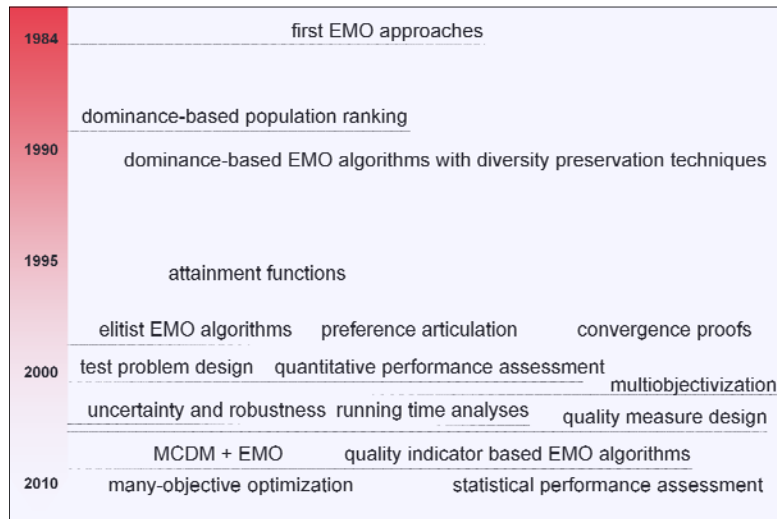 1984 first EMO approaches
dominance-based population ranking
1990
dominance-based EMO algorithms with diversity preservation techniques
1995
attainment functions
elitist EMO algorithms preference articulation convergence proofs
2000 test problem design quantitative performance assessment
multiobjectivization
uncertainty and robustness running time analyses quality measure design
MCDM + EMO quality indicator based EMO algorithms
2010 many-objective optimization statistical performance assessment